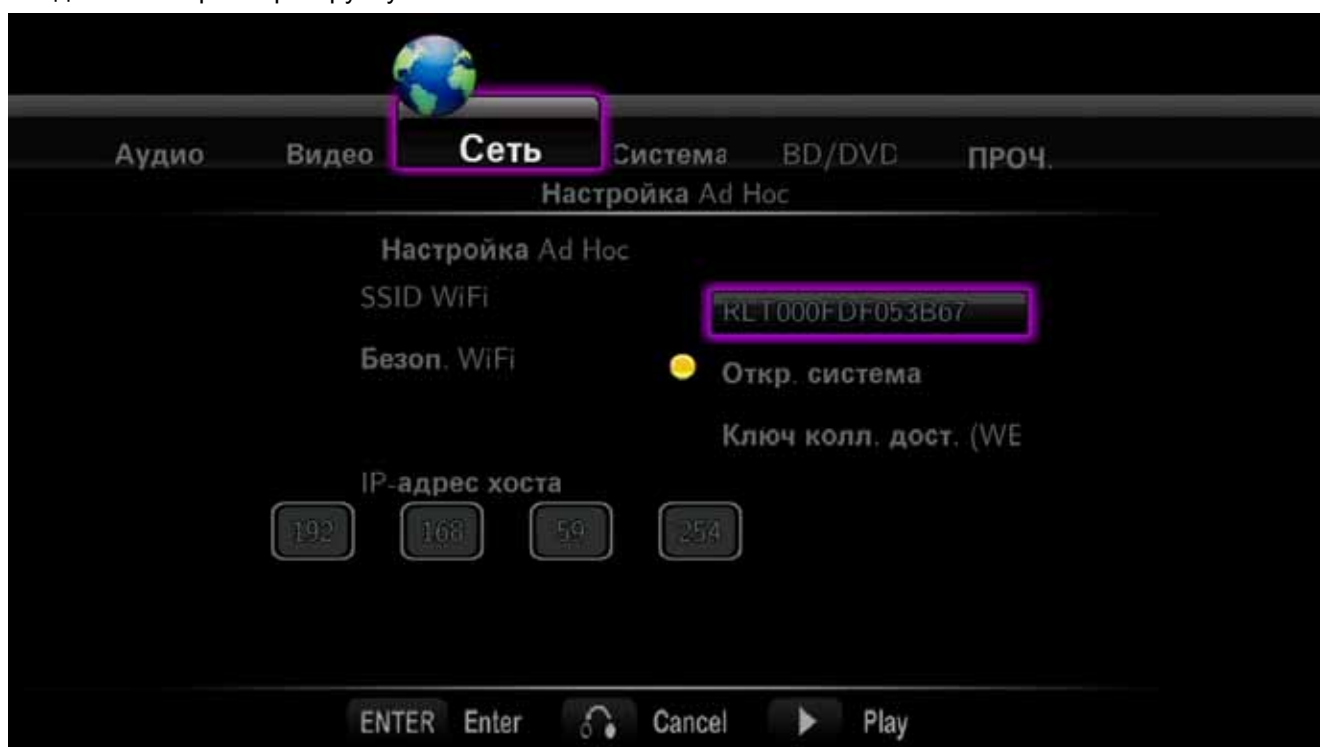 Аудио Видео Сеть Система BD/DVD ПРОЧ.
Настройка Ad Hoc
Настройка Ad Hoc
SSID WiFi RLT000FDF053B67
Безоп. WiFi Откр. система
Ключ колл. дост. (WE
IP-адрес хоста
192 168 59 254
ENTER Enter Cancel Play